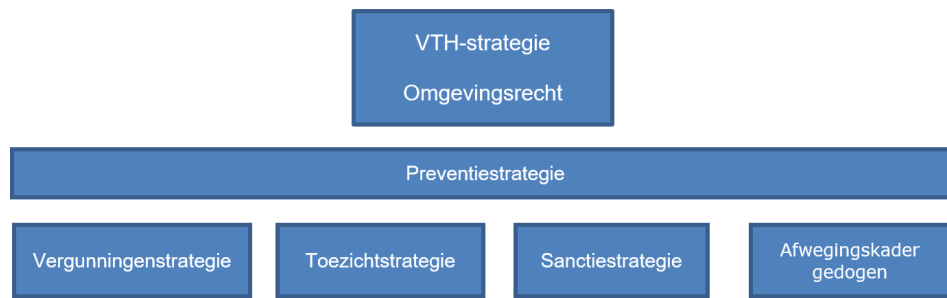 VTH-strategie
Omgevingsrecht
Preventiestrategie
Vergunningenstrategie
Toezichtstrategie
Sanctiestrategie
Afwegingskader
gedogen